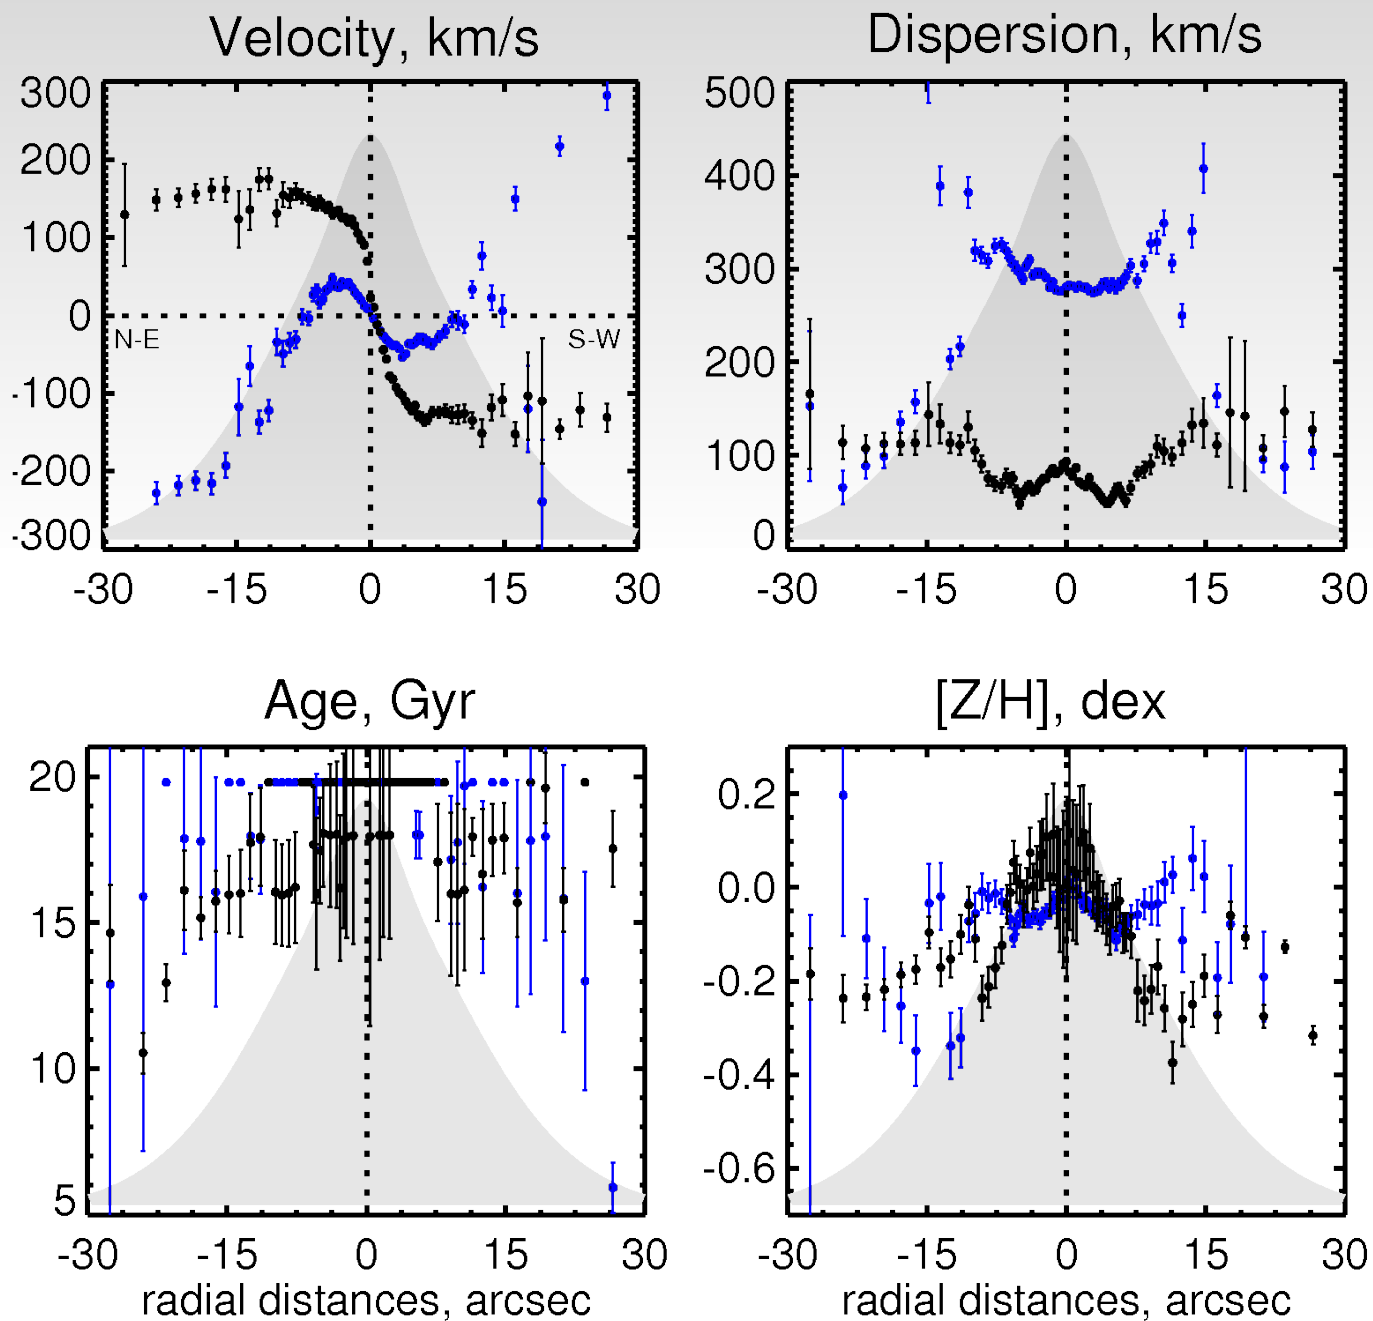 Velocity, km/s
Dispersion, km/s
300
200
100
0
-100
-200
-300
N-E
S-W
-30 -15 0 15 30
500
400
300
200
100
0
-30 -15 0 15 30
Age, Gyr
[Z/H], dex
20
15
10
5
-30 -15 0 15 30
radial distances, arcsec
0.2
0.0
-0.2
-0.4
-0.6
-30 -15 0 15 30
radial distances, arcsec